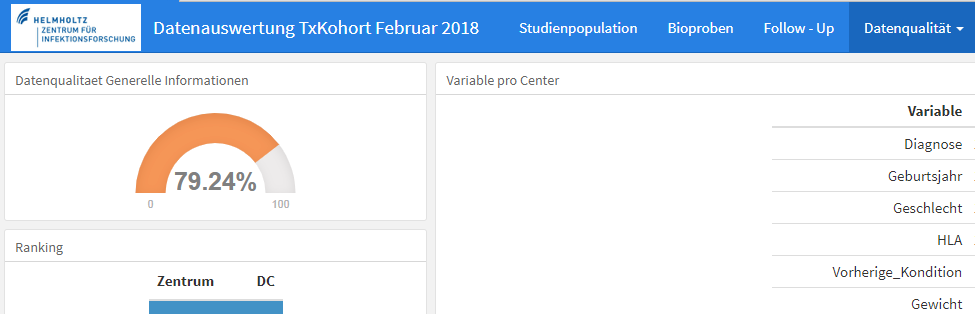 HELMHOLTZ
ZENTRUM FÜR
INFEKTIONSFORSCHUNG
Datenauswertung TxKohort Februar 2018
Studienpopulation
Bioproben
Follow - Up
Datenqualität
Datenqualitaet Generelle Informationen
79.24%
0
100
Ranking
Zentrum DC
Variable pro Center
Variable
Diagnose
Geburtsjahr
Geschlecht
HLA
Vorherige_Kondition
Gewicht